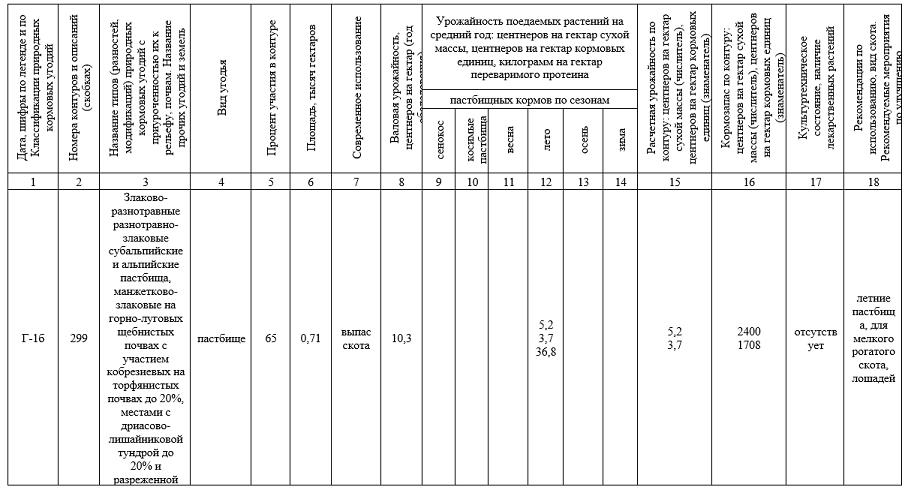 Дата, шифры по легенде и по
Классификации природных
кормовых угодий
Номера контуров и описаний
(скобках)
Название типов (разностей,
модификаций) природных
кормовых угодий с
приуроченностью их к
рельефу, почвам. Название
прочих угодий и земель
Вид угодья
Процент участия в контуре
Площадь, тысяч гектаров
Современное использование
Валовая урожайность,
центнеров на гектар (год
Урожайность поедаемых растений на
средний год: центнеров на гектар сухой
массы, центнеров на гектар кормовых
единиц, килограмм на гектар
переваримого протеина
пастбищных кормов по сезонам
сенокос
косимые
пастбища
весна
лето
осень
зима
Расчетная урожайность по
контуру: центнеров на гектар
сухой массы (числитель),
центнеров на гектар кормовых
единиц (знаменатель)
Кормозапас по контуру:
центнеров на гектар сухой
массы (числитель), центнеров
на гектар кормовых единиц
(знаменатель)
Культуртехническое
состояние, наличие
лекарственных растений
Рекомендации по
использованию, вид скота.
Рекомендуемые мероприятия
по улучшению
1 2 3 4 5 6 7 8 9 10 11 12 13 14 15 16 17 18
Г-1б
299
Злаково-
разнотравные
разнотравно-
злаковые
субальпийские
и альпийские
пастбища,
манжетково-
злаковые на
горно-луговых
щебнистых
почвах с
участием
кобрезиевых на
торфянистых
почвах до 20%,
местами с
дриасово-
лишайниковой
тундрой до
20% и
разреженной
пастбище
65
0,71
выпас
скота
10,3
5,2
3,7
36,8
5,2
3,7
2400
1708
отсутств
ует
летние
пастбищ
а, для
мелкого
рогатого
скота,
лошадей